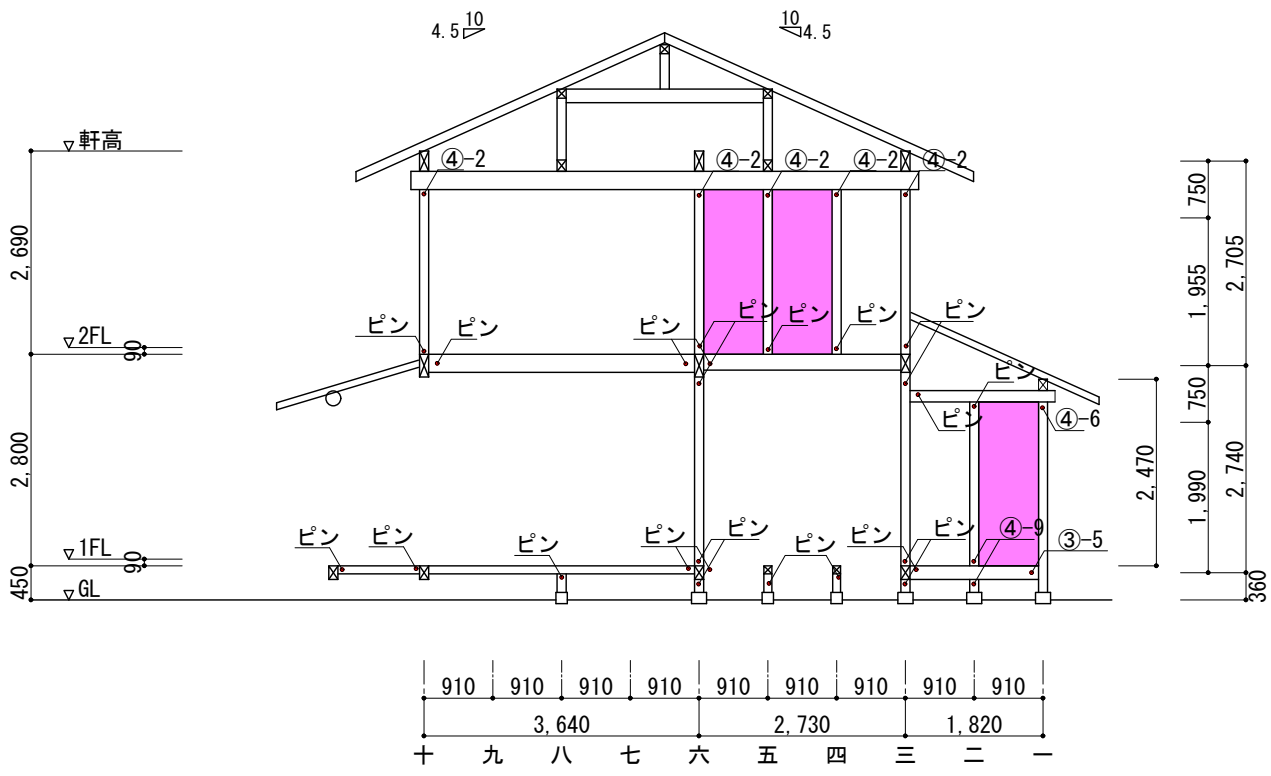 10
4.5
10
4.5
軒高
④-2
④-2
④-2
④-2
④-2
750
2,690
1,955
2,705
ピン
ピン
ピン
ピン
ピン
ピン
ピン
2FL
90
ピン
ピン
④-6
750
2,800
2,470
1,990
2,740
ピン
ピン
ピン
ピン
ピン
ピン
ピン
ピン
④-9
③-5
1FL
90
450
GL
360
910
910
910
910
910
910
910
910
910
3,640
2,730
1,820
十
九
八
七
六
五
四
三
二
一